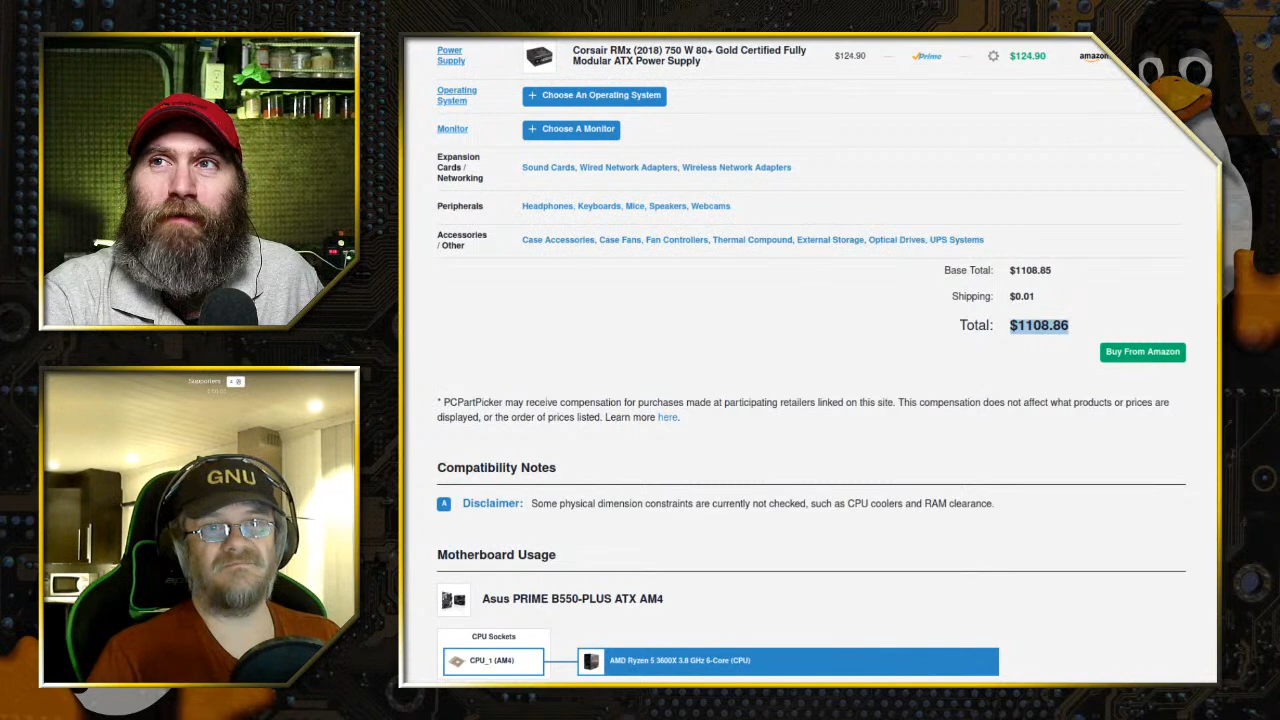 Power
Supply
Corsair RMx (2018) 750 W 80+ Gold Certified Fully
Modular ATX Power Supply
$124.90
Prime
$124.90
amazon
Operating
System
+ Choose An Operating System
Monitor
+ Choose A Monitor
Expansion
Cards /
Networking
Sound Cards, Wired Network Adapters, Wireless Network Adapters
Peripherals
Headphones, Keyboards, Mice, Speakers, Webcams
Accessories
/ Other
Case Accessories, Case Fans, Fan Controllers, Thermal Compound, External Storage, Optical Drives, UPS Systems
Base Total: $1108.85
Shipping: $0.01
Total: $1108.86
Buy From Amazon
* PCPartPicker may receive compensation for purchases made at participating retailers linked on this site. This compensation does not affect what products or prices are
displayed, or the order of prices listed. Learn more here.
Compatibility Notes
Disclaimer: Some physical dimension constraints are currently not checked, such as CPU coolers and RAM clearance.
Motherboard Usage
Asus PRIME B550-PLUS ATX AM4
CPU Sockets
CPU_1 (AM4)
AMD Ryzen 5 3600X 3.8 GHz 6-Core (CPU)
Supporters
GNU